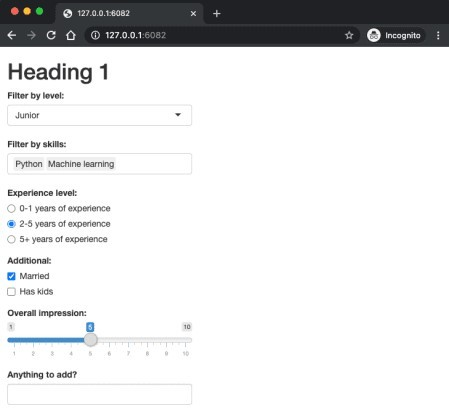 127.0.0.1:6082
127.0.0.1:6082
Incognito
Heading 1
Filter by level:
Junior
Filter by skills:
Python Machine learning
Experience level:
0-1 years of experience
2-5 years of experience
5+ years of experience
Additional:
Married
Has kids
Overall impression:
1 5 10
1 2 3 4 5 6 7 8 9 10
Anything to add?